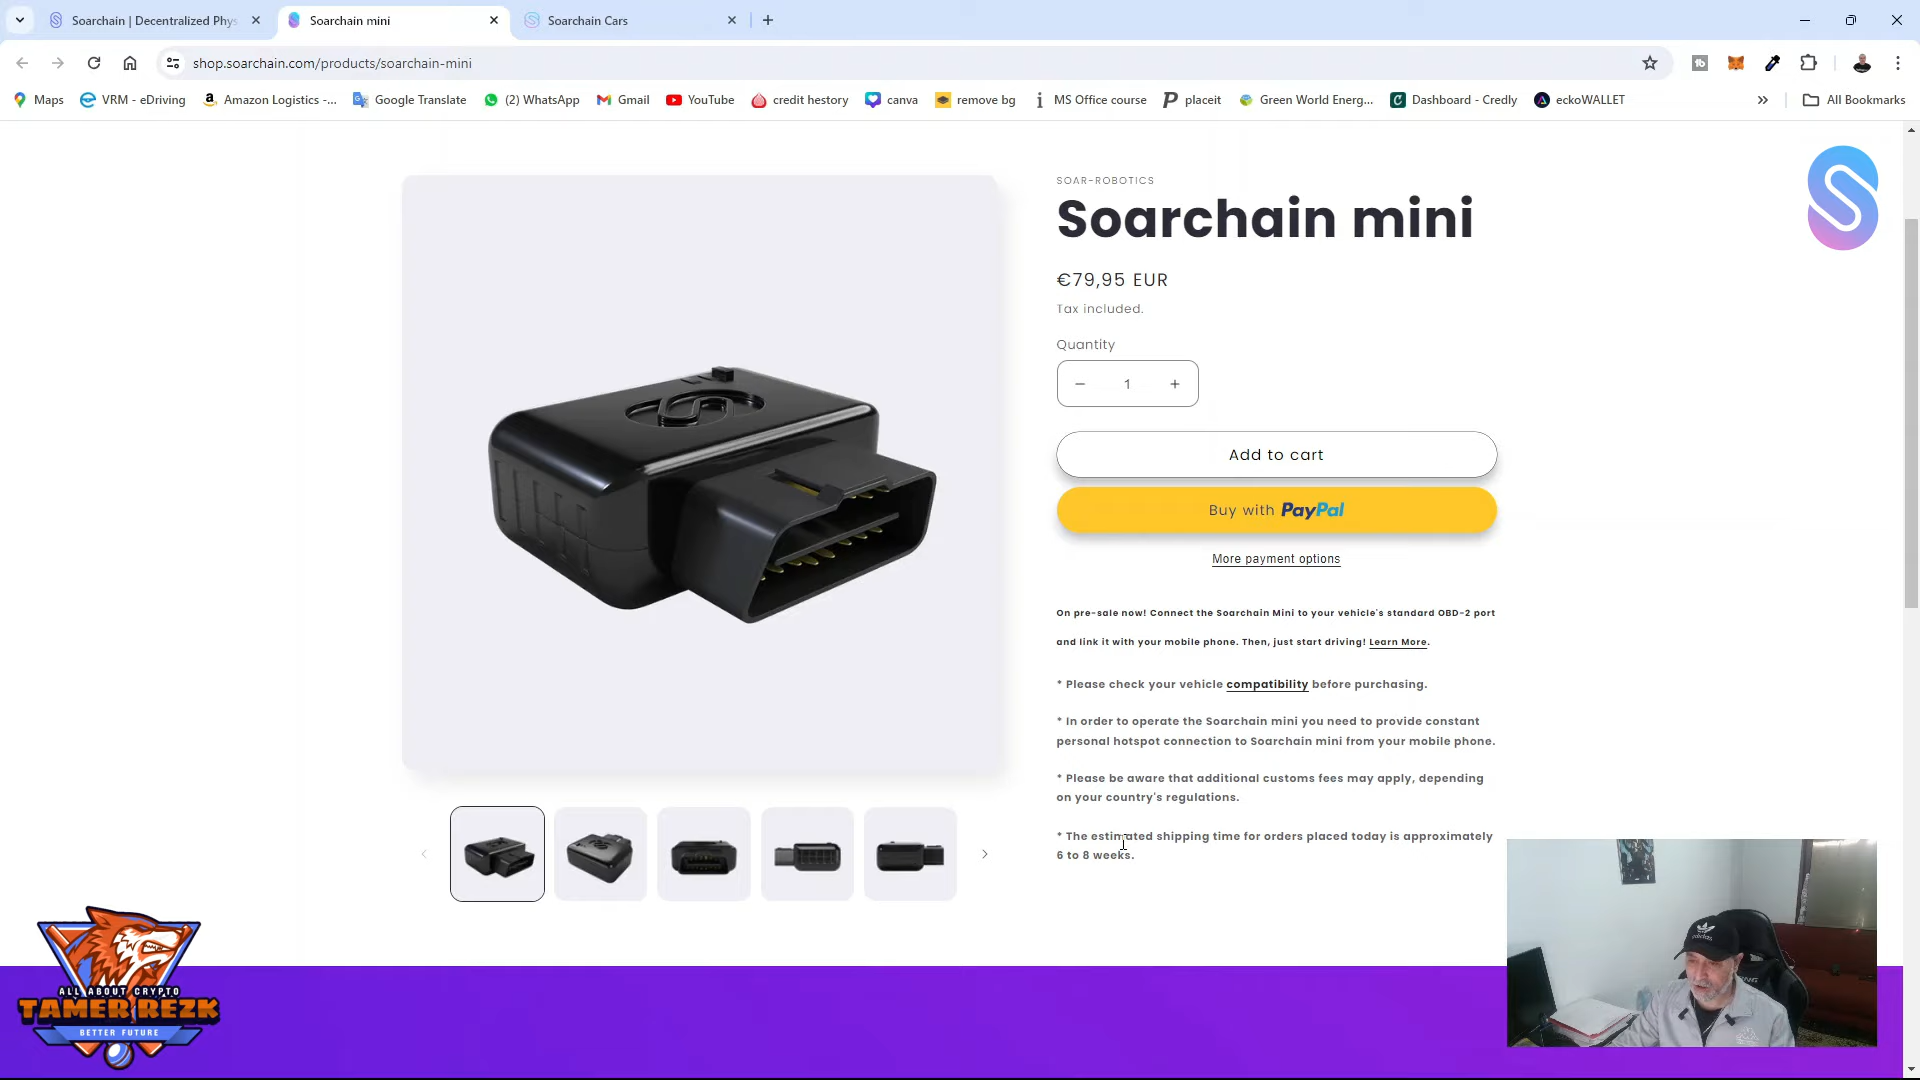 Soarchain | Decentralized Phys
Soarchain mini
Soarchain Cars
shop.soarchain.com/products/soarchain-mini
Maps
VRM - eDriving
Amazon Logistics -...
Google Translate
(2) WhatsApp
Gmail
YouTube
credit hestory
canva
remove bg
MS Office course
placeit
Green World Energ...
Dashboard - Credly
eckoWALLET
All Bookmarks
SOAR-ROBOTICS
Soarchain mini
€79,95 EUR
Tax included.
Quantity
1
Add to cart
Buy with PayPal
More payment options
On pre-sale now! Connect the Soarchain Mini to your vehicle's standard OBD-2 port
and link it with your mobile phone. Then, just start driving! Learn More.
* Please check your vehicle compatibility before purchasing.
* In order to operate the Soarchain mini you need to provide constant
personal hotspot connection to Soarchain mini from your mobile phone.
* Please be aware that additional customs fees may apply, depending
on your country's regulations.
* The estimated shipping time for orders placed today is approximately
6 to 8 weeks.
ALL ABOUT CRYPTO
TAMER REZK
BETTER FUTURE
adidas